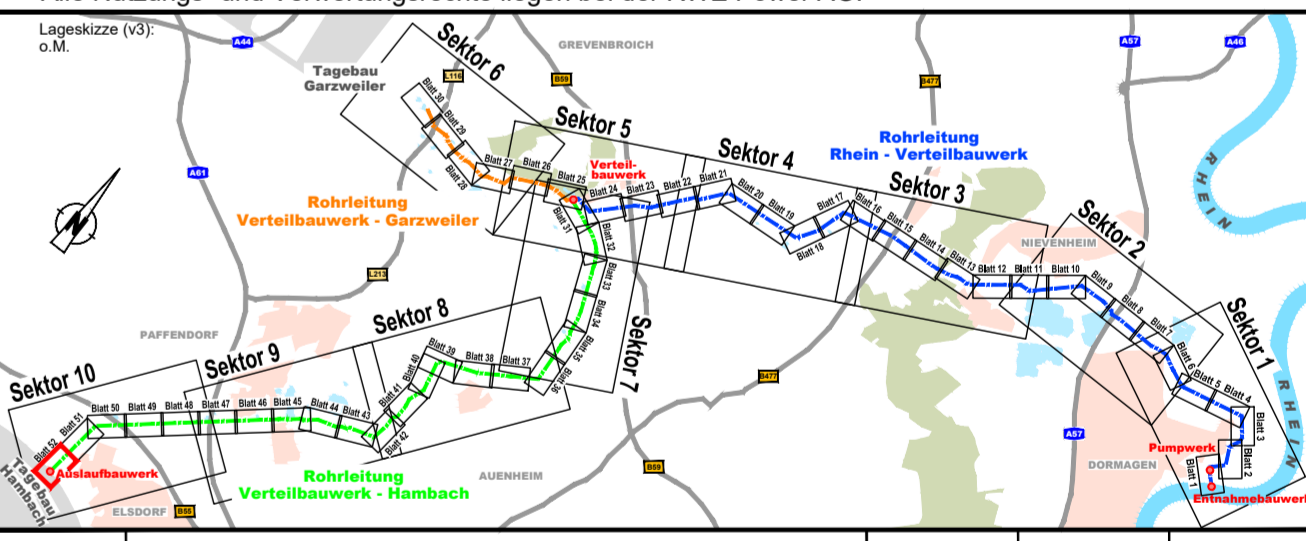 Lageskizze (v3):
o.M.
A44
Tagebau
Garzweiler
L116
Sektor 6
GREVENBROICH
B59
A57
A46
B477
Sektor 5
Sektor 4
Rohrleitung
Rhein - Verteilbauwerk
Sektor 3
RHEIN
A61
Rohrleitung
Verteilbauwerk - Garzweiler
Verteil-
bauwerk
Blatt 30
Blatt 29
Blatt 28
Blatt 27
Blatt 26
Blatt 25
Blatt 24
Blatt 23
Blatt 22
Blatt 21
Blatt 20
Blatt 19
Blatt 18
Blatt 17
Blatt 16
Blatt 15
Blatt 14
Blatt 13
Blatt 12
Blatt 11
Blatt 10
Blatt 9
Blatt 8
Blatt 7
Blatt 6
Blatt 5
Blatt 4
Blatt 3
Blatt 2
Blatt 1
NIEVENHEIM
Sektor 2
Sektor 1
RHEIN
N
L213
Blatt 31
Blatt 32
Blatt 33
Blatt 34
Blatt 35
Blatt 36
Sektor 7
PAFFENDORF
Sektor 8
Sektor 9
Sektor 10
Blatt 37
Blatt 38
Blatt 39
Blatt 40
Blatt 41
Blatt 42
Blatt 43
Blatt 44
Blatt 45
Blatt 46
Blatt 47
Blatt 48
Blatt 49
Blatt 50
Blatt 51
Blatt 52
B477
A57
Pumpwerk
DORMAGEN
Entnahmebauwerk
Auslaufbauwerk
Tagebau
Hambach
Rohrleitung
Verteilbauwerk - Hambach
AUENHEIM
B59
ELSDORF
B55